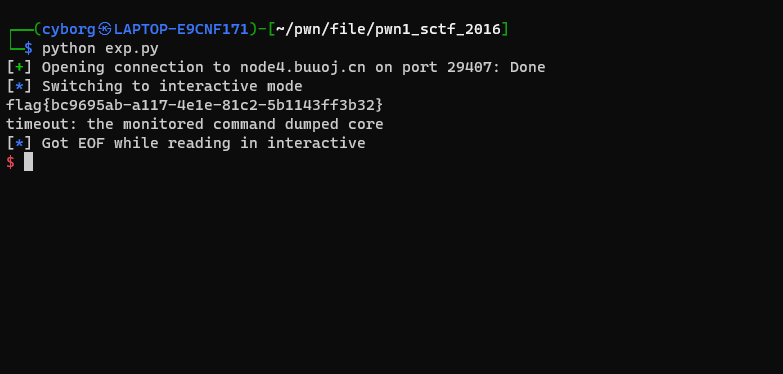 ┌──(cyborg㉿LAPTOP-E9CNF171)-[~/pwn/file/pwn1_sctf_2016]
└─$ python exp.py
[+] Opening connection to node4.buuoj.cn on port 29407: Done
[*] Switching to interactive mode
flag{bc9695ab-a117-4e1e-81c2-5b1143ff3b32}
timeout: the monitored command dumped core
[*] Got EOF while reading in interactive
$